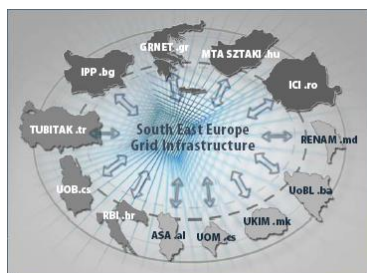 GRNET .gr
MTA SZTAKI .hu
IPP .bg
ICI .ro
TUBITAK .tr
South East Europe
Grid Infrastructure
RENAM .md
UOB.cs
UoBL .ba
RBI .hr
UKIM .mk
ASA .al
UOM .cs